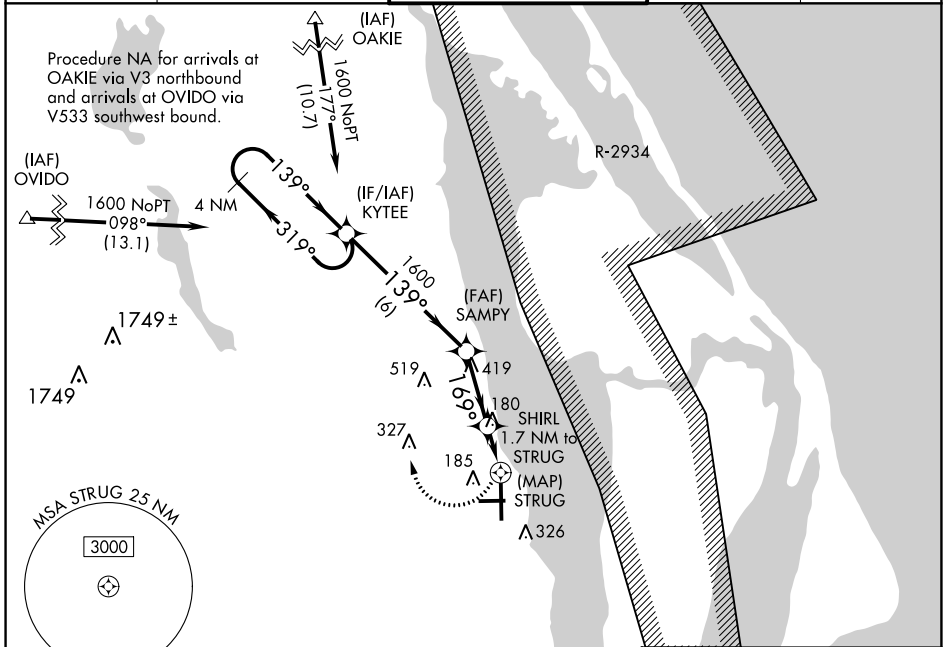 Procedure NA for arrivals at
OAKIE via V3 northbound
and arrivals at OVIDO via
V533 southwest bound.
(IAF)
OAKIE
1600 NoPT
177°
(10.7)
R-2934
(IAF)
OVIDO
1600 NoPT
098°
(13.1)
4 NM
139°
319°
(IF/IAF)
KYTEE
1600
139°
(6)
(FAF)
SAMPY
1749 ±
1749
519
419
169°
180
SHIRL
1.7 NM to
STRUG
327
185
(MAP)
STRUG
326
MSA STRUG 25 NM
3000